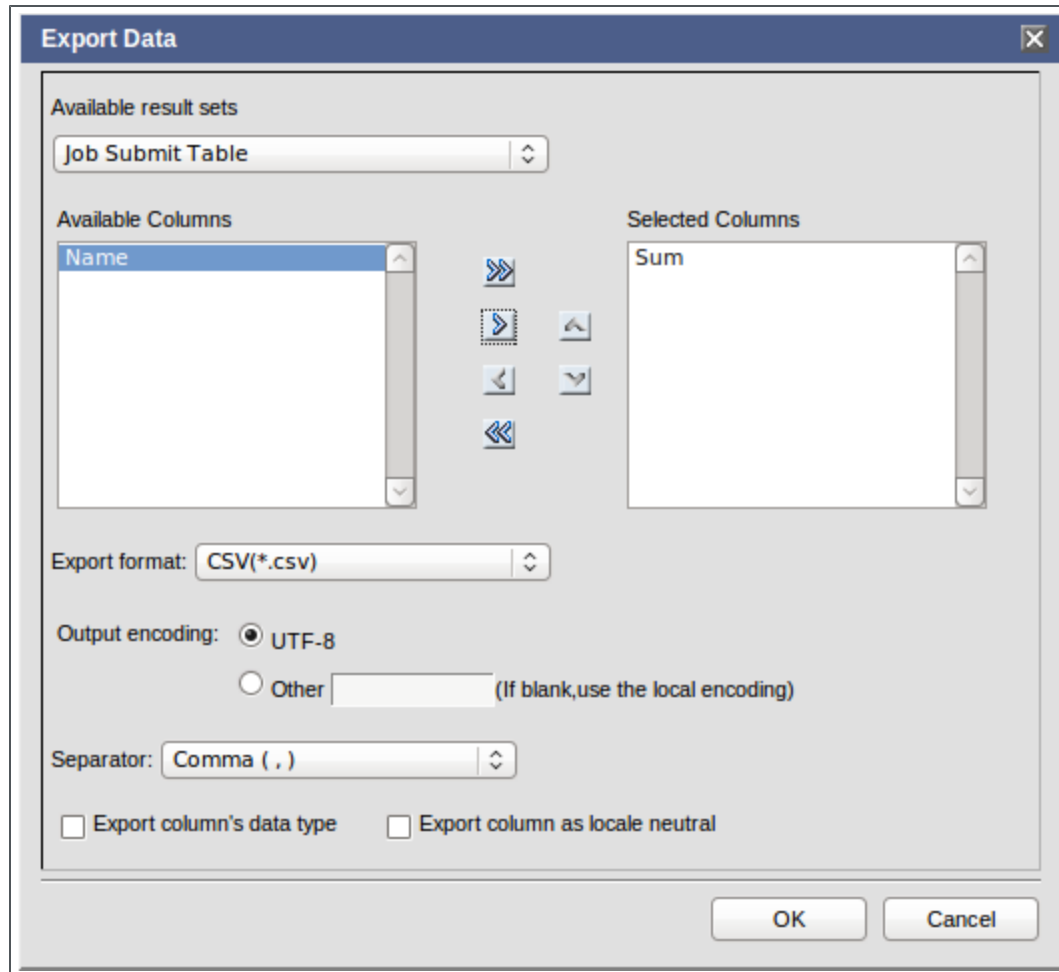 Export Data
Available result sets
Job Submit Table
Available Columns
Selected Columns
Name
Sum
Export format: CSV(*.csv)
Output encoding: UTF-8
Other (If blank,use the local encoding)
Separator: Comma ( , )
Export column's data type Export column as locale neutral
OK Cancel